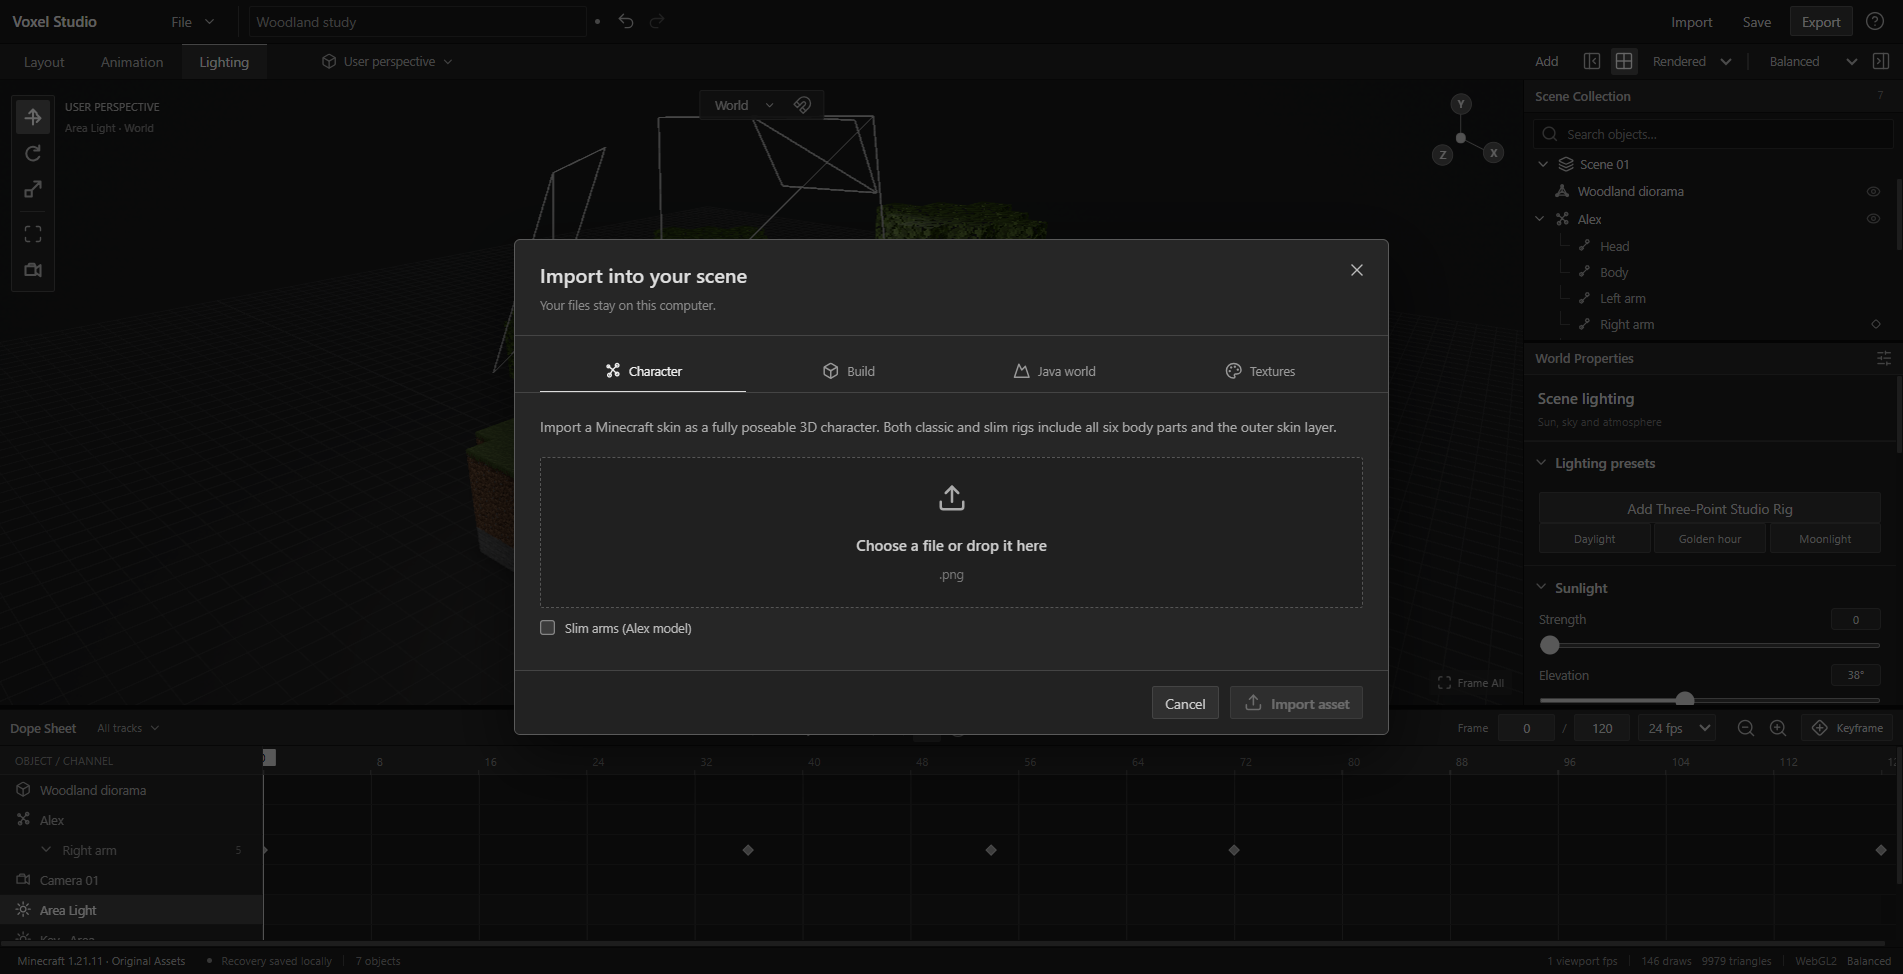 Voxel Studio
File
Woodland study
Import
Save
Export
Layout
Animation
Lighting
User perspective
Add
Rendered
Balanced
USER PERSPECTIVE
Area Light · World
World
Y
X
Z
Scene Collection
7
Search objects...
Scene 01
Woodland diorama
Alex
Head
Body
Left arm
Right arm
World Properties
Scene lighting
Sun, sky and atmosphere
Lighting presets
Add Three-Point Studio Rig
Daylight
Golden hour
Moonlight
Sunlight
Strength
0
Elevation
38°
Import into your scene
Your files stay on this computer.
Character
Build
Java world
Textures
Import a Minecraft skin as a fully poseable 3D character. Both classic and slim rigs include all six body parts and the outer skin layer.
Choose a file or drop it here
.png
Slim arms (Alex model)
Cancel
Import asset
Frame All
Dope Sheet
All tracks
Frame
0
/
120
24 fps
Keyframe
OBJECT / CHANNEL
8
16
24
32
40
48
56
64
72
80
88
96
104
112
Woodland diorama
Alex
Right arm
5
Camera 01
Area Light
Minecraft 1.21.11 · Original Assets
Recovery saved locally
7 objects
1 viewport fps
146 draws
9979 triangles
WebGL2
Balanced